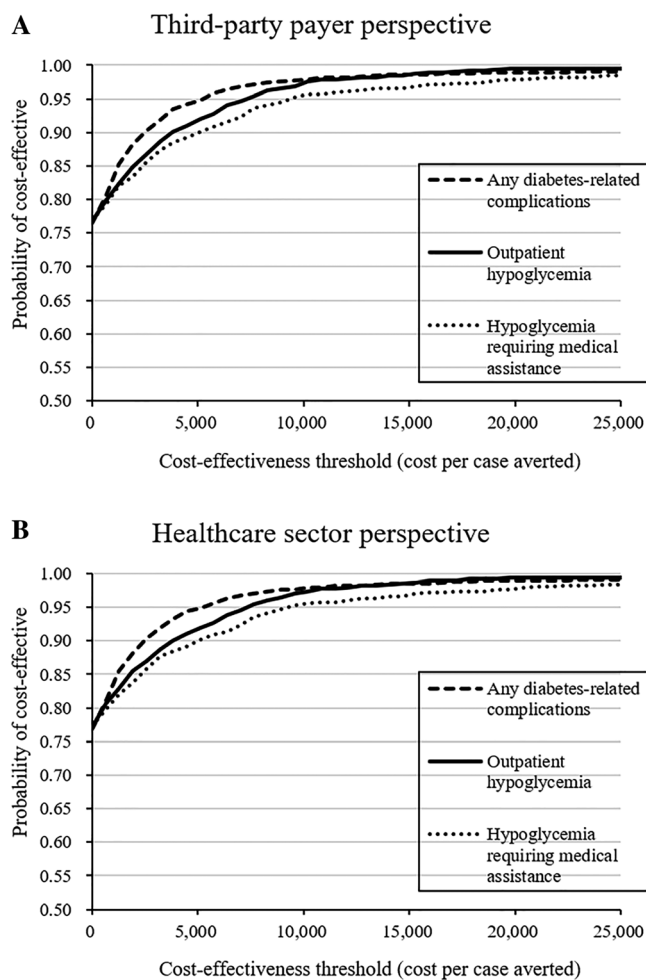 A
Third-party payer perspective
Probability of cost-effective
1.00
0.95
0.90
0.85
0.80
0.75
0.70
0.65
0.60
0.55
0.50
Any diabetes-related
complications
Outpatient
hypoglycemia
Hypoglycemia
requiring medical
assistance
0 5,000 10,000 15,000 20,000 25,000
Cost-effectiveness threshold (cost per case averted)
B
Healthcare sector perspective
Probability of cost-effective
1.00
0.95
0.90
0.85
0.80
0.75
0.70
0.65
0.60
0.55
0.50
Any diabetes-related
complications
Outpatient
hypoglycemia
Hypoglycemia
requiring medical
assistance
0 5,000 10,000 15,000 20,000 25,000
Cost-effectiveness threshold (cost per case averted)